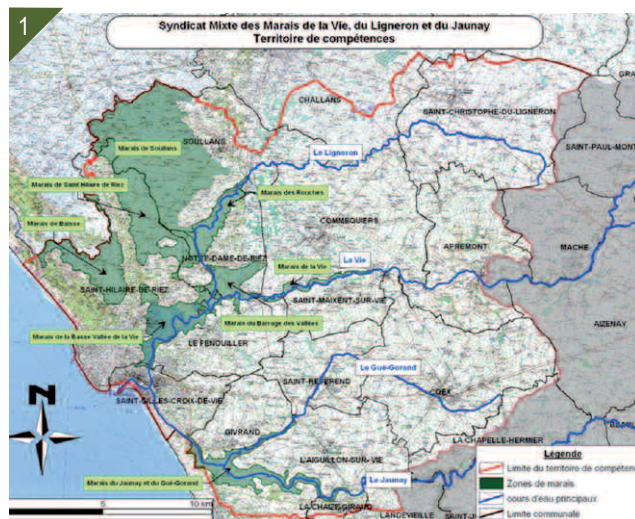 1
Syndicat Mixte des Marais de la Vie, du Ligneron et du Jaunay
Territoire de compétences
CHALLANS
SAINT-CHRISTOPHE-DU-LIGNERON
SOULLANS
Marais de Soullans
Le Ligneron
SAINT-PAUL-MONT
Marais de Saint Hilaire de Riez
Marais des Rouches
Marais de Baisse
COMMEQUIERS
APREMONT
MACHE
NOTRE-DAME-DE-RIEZ
Marais de la Vie
La Vie
SAINT-HILAIRE-DE-RIEZ
SAINT-MAIXENT-SUR-VIE
AIZENAY
Marais du Barrage des Vallées
Marais de la Basse Vallée de la Vie
LE FENOUILLER
Le Gué-Gorand
SAINT-REVEREND
COEX
N
SAINT-GILLES-CROIX-DE-VIE
GIVRAND
LA CHAPELLE-HERMIER
L'AIGUILLON-SUR-VIE
Légende
Limite du territoire de compéten
Marais du Jaunay et du Gué-Gorand
Le Jaunay
Zones de marais
cours d'eau principaux
5
10 km
LA CHAIZE-GIRAUD
LANDEVIEILLE
SAINT-J
Limite communale